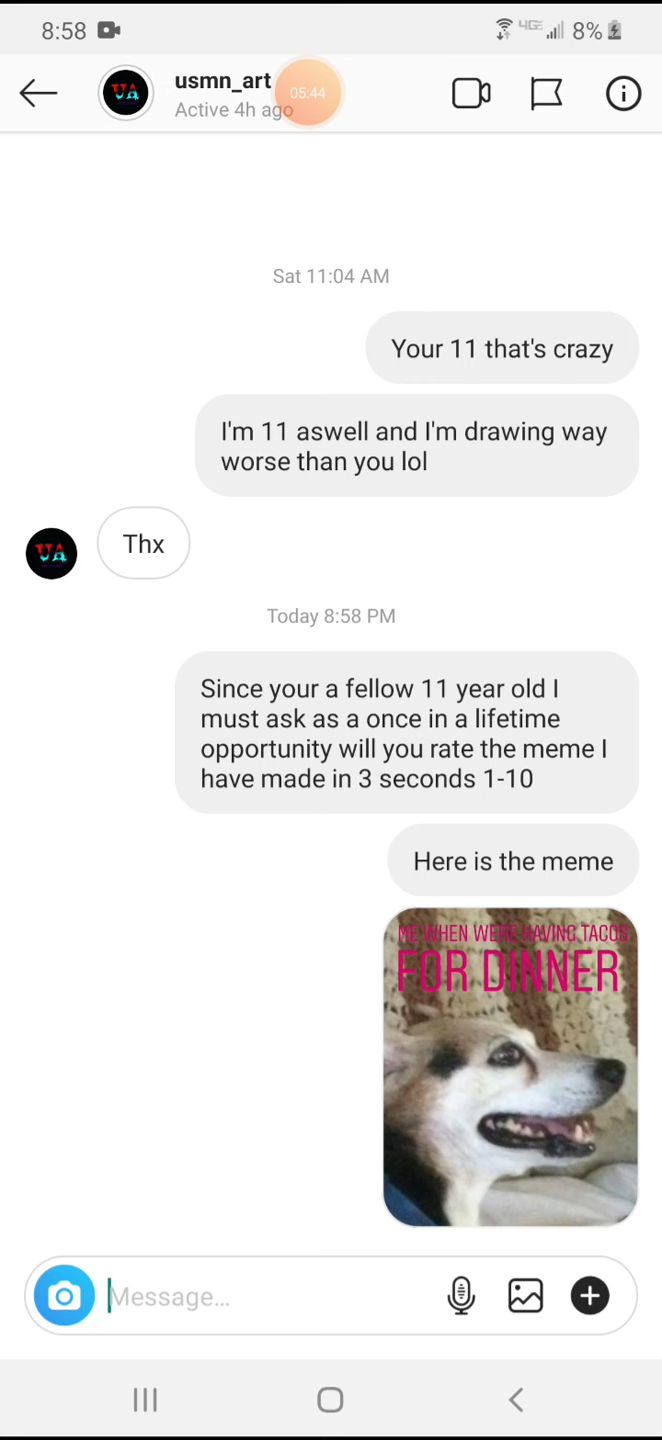 8:58 4GE 8%
VA usmn_art 05:44
Active 4h ago
Sat 11:04 AM
Your 11 that's crazy
I'm 11 aswell and I'm drawing way
worse than you lol
VA Thx
Today 8:58 PM
Since your a fellow 11 year old I
must ask as a once in a lifetime
opportunity will you rate the meme I
have made in 3 seconds 1-10
Here is the meme
ME WHEN WERE HAVING TACOS
FOR DINNER
Message...